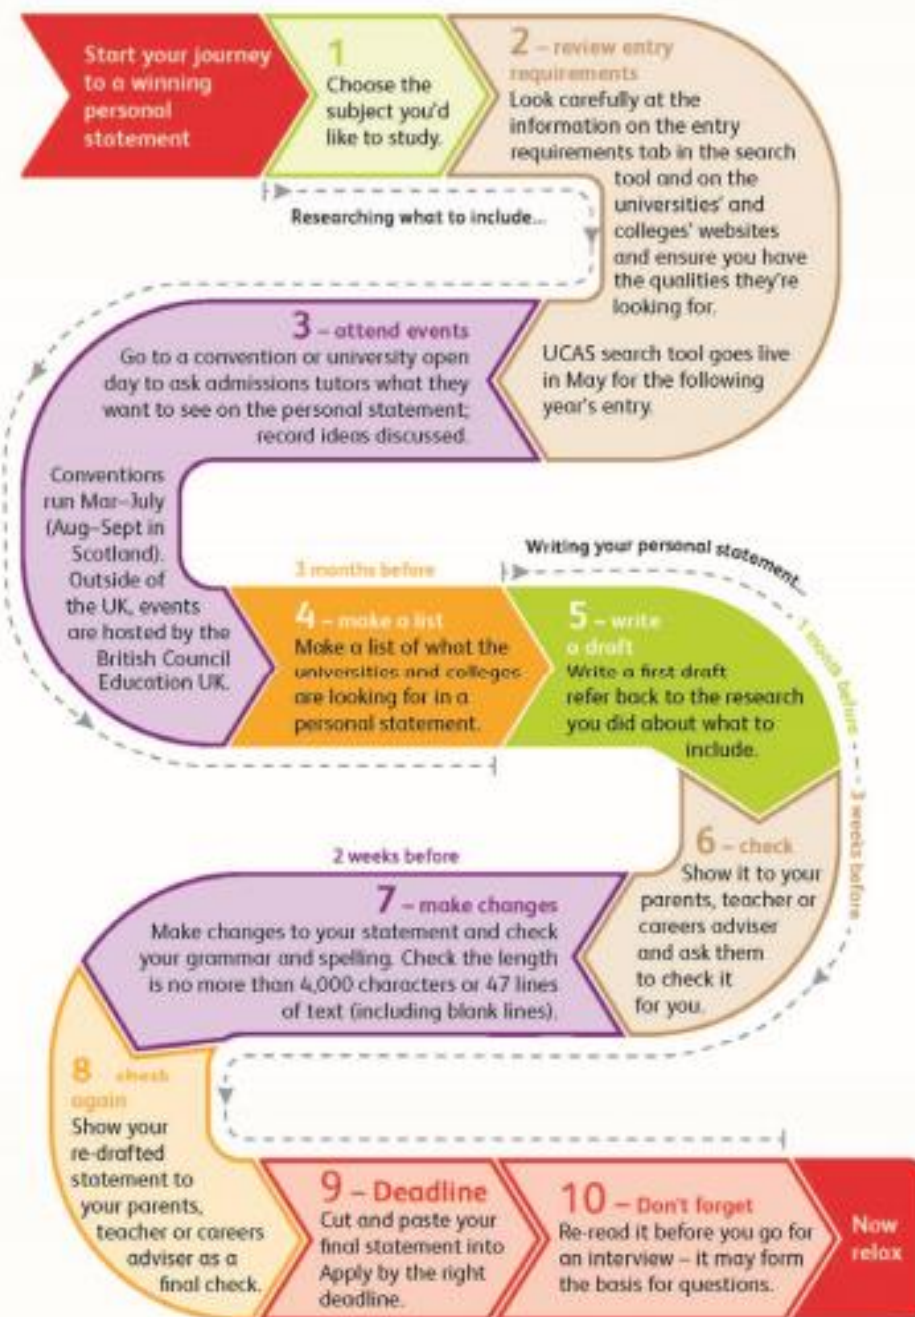 Start your journey
to a winning
personal
statement
1
Choose the
subject you'd
like to study.
2 – review entry
requirements
Look carefully at the
information on the entry
requirements tab in the search
tool and on the
universities' and
colleges' websites
and ensure you have
the qualities they're
looking for.
UCAS search tool goes live
in May for the following
year's entry.
Researching what to include...
3 – attend events
Go to a convention or university open
day to ask admissions tutors what they
want to see on the personal statement;
record ideas discussed.
Conventions
run Mar–July
(Aug–Sept in
Scotland).
Outside of
the UK, events
are hosted by the
British Council
Education UK.
3 months before
4 – make a list
Make a list of what the
universities and colleges
are looking for in a
personal statement.
Writing your personal statement...
5 – write
a draft
Write a first draft
refer back to the research
you did about what to
include.
1 month before
3 weeks before
6 – check
Show it to your
parents, teacher or
careers adviser
and ask them
to check it
for you.
2 weeks before
7 – make changes
Make changes to your statement and check
your grammar and spelling. Check the length
is no more than 4,000 characters or 47 lines
of text (including blank lines).
8 check
again
Show your
re-drafted
statement to
your parents,
teacher or careers
adviser as a
final check.
9 – Deadline
Cut and paste your
final statement into
Apply by the right
deadline.
10 – Don't forget
Re-read it before you go for
an interview – it may form
the basis for questions.
Now
relax